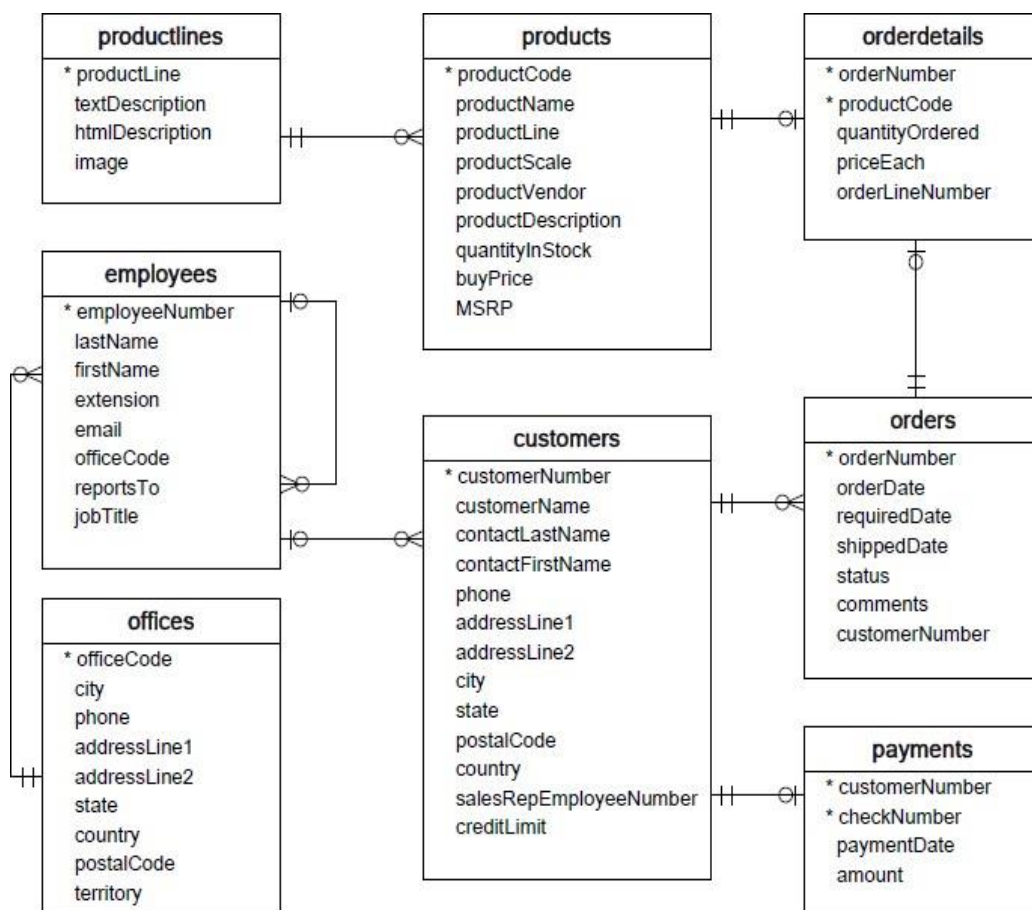 productlines
* productLine
textDescription
htmlDescription
image
products
* productCode
productName
productLine
productScale
productVendor
productDescription
quantityInStock
buyPrice
MSRP
orderdetails
* orderNumber
* productCode
quantityOrdered
priceEach
orderLineNumber
employees
* employeeNumber
lastName
firstName
extension
email
officeCode
reportsTo
jobTitle
customers
* customerNumber
customerName
contactLastName
contactFirstName
phone
addressLine1
addressLine2
city
state
postalCode
country
salesRepEmployeeNumber
creditLimit
orders
* orderNumber
orderDate
requiredDate
shippedDate
status
comments
customerNumber
offices
* officeCode
city
phone
addressLine1
addressLine2
state
country
postalCode
territory
payments
* customerNumber
* checkNumber
paymentDate
amount